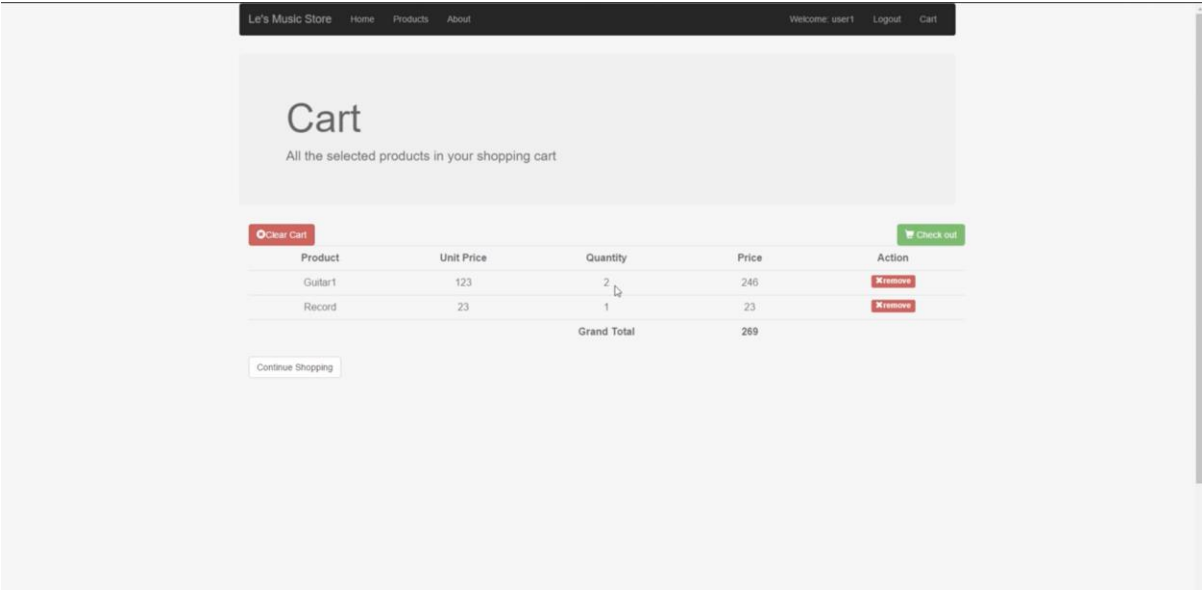 Le's Music Store Home Products About Welcome: user1 Logout Cart
Cart
All the selected products in your shopping cart
Clear Cart Check out
Product Unit Price Quantity Price Action
Guitar1 123 2 246 remove
Record 23 1 23 remove
Grand Total 269
Continue Shopping